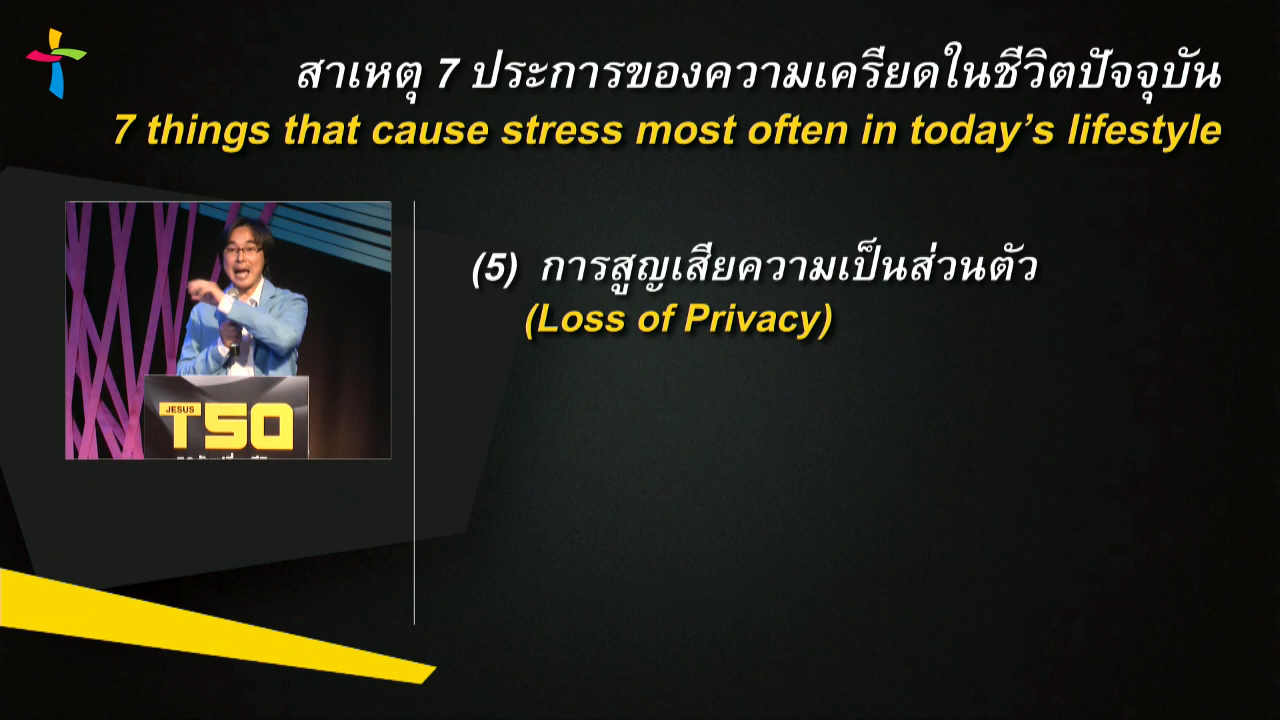 สาเหตุ 7 ประการของความเครียดในชีวิตปัจจุบัน
7 things that cause stress most often in today's lifestyle
(5) การสูญเสียความเป็นส่วนตัว
(Loss of Privacy)
JESUS
T50